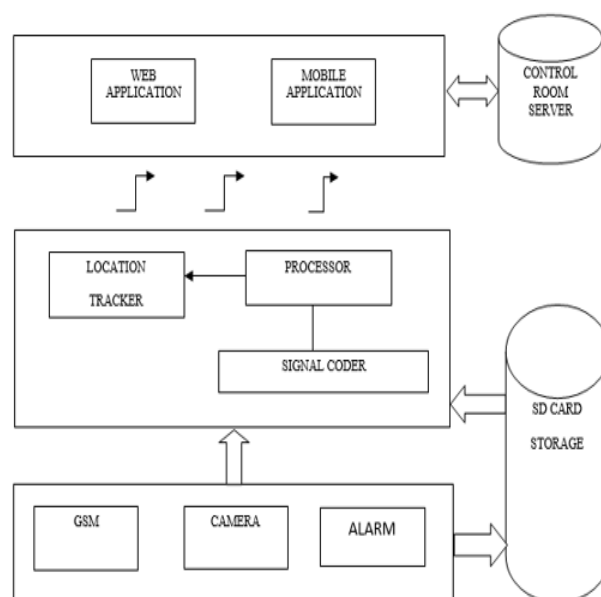 WEB
APPLICATION
MOBILE
APPLICATION
CONTROL
ROOM
SERVER
LOCATION
TRACKER
PROCESSOR
SIGNAL CODER
SD CARD
STORAGE
GSM
CAMERA
ALARM